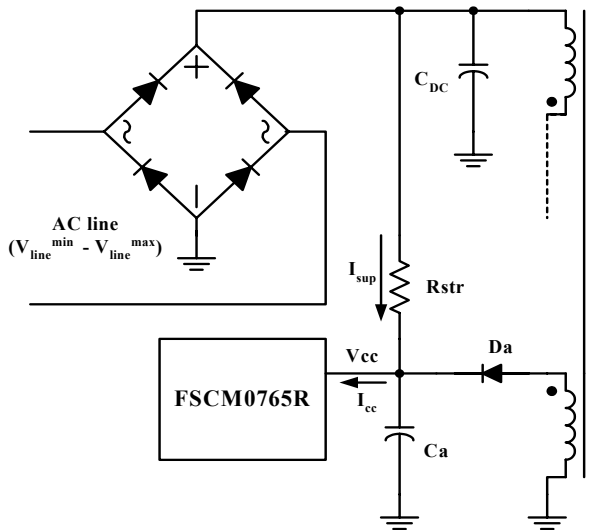 C_DC
+
~ ~
−
AC line
(V_line^min - V_line^max)
I_sup
Rstr
Da
Vcc
FSCM0765R
I_cc
Ca